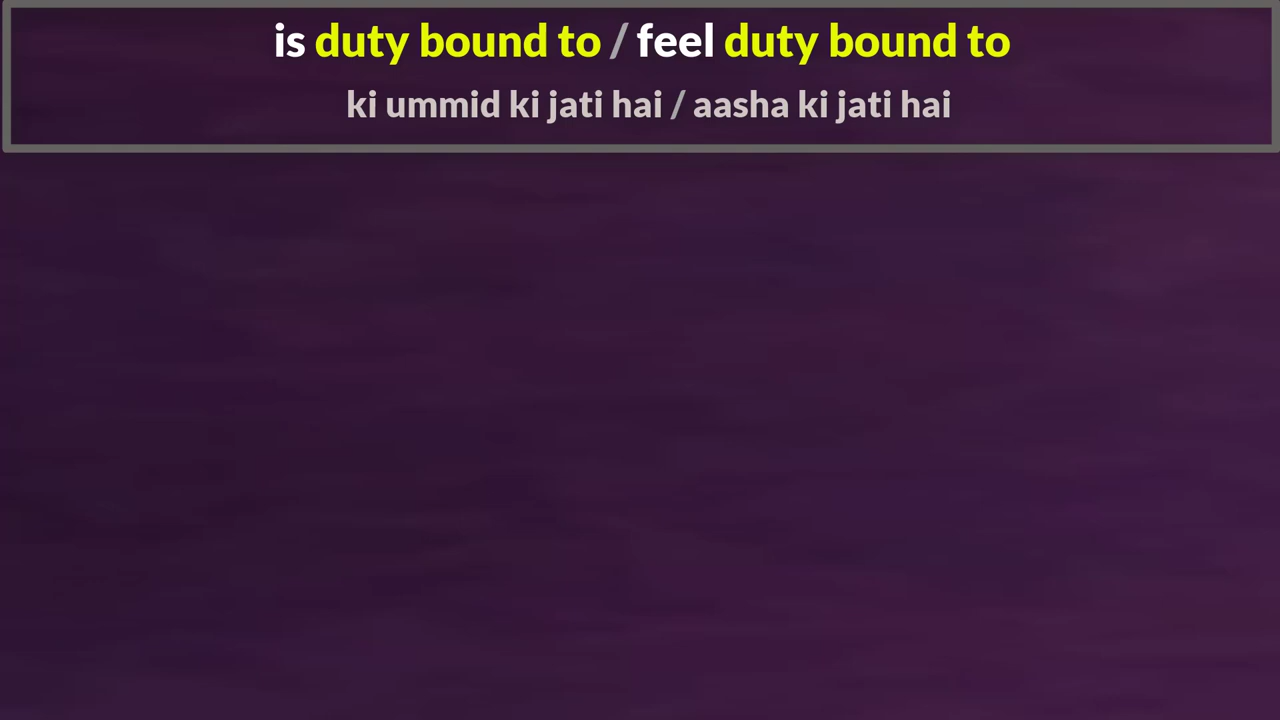 is duty bound to / feel duty bound to
ki ummid ki jati hai / aasha ki jati hai